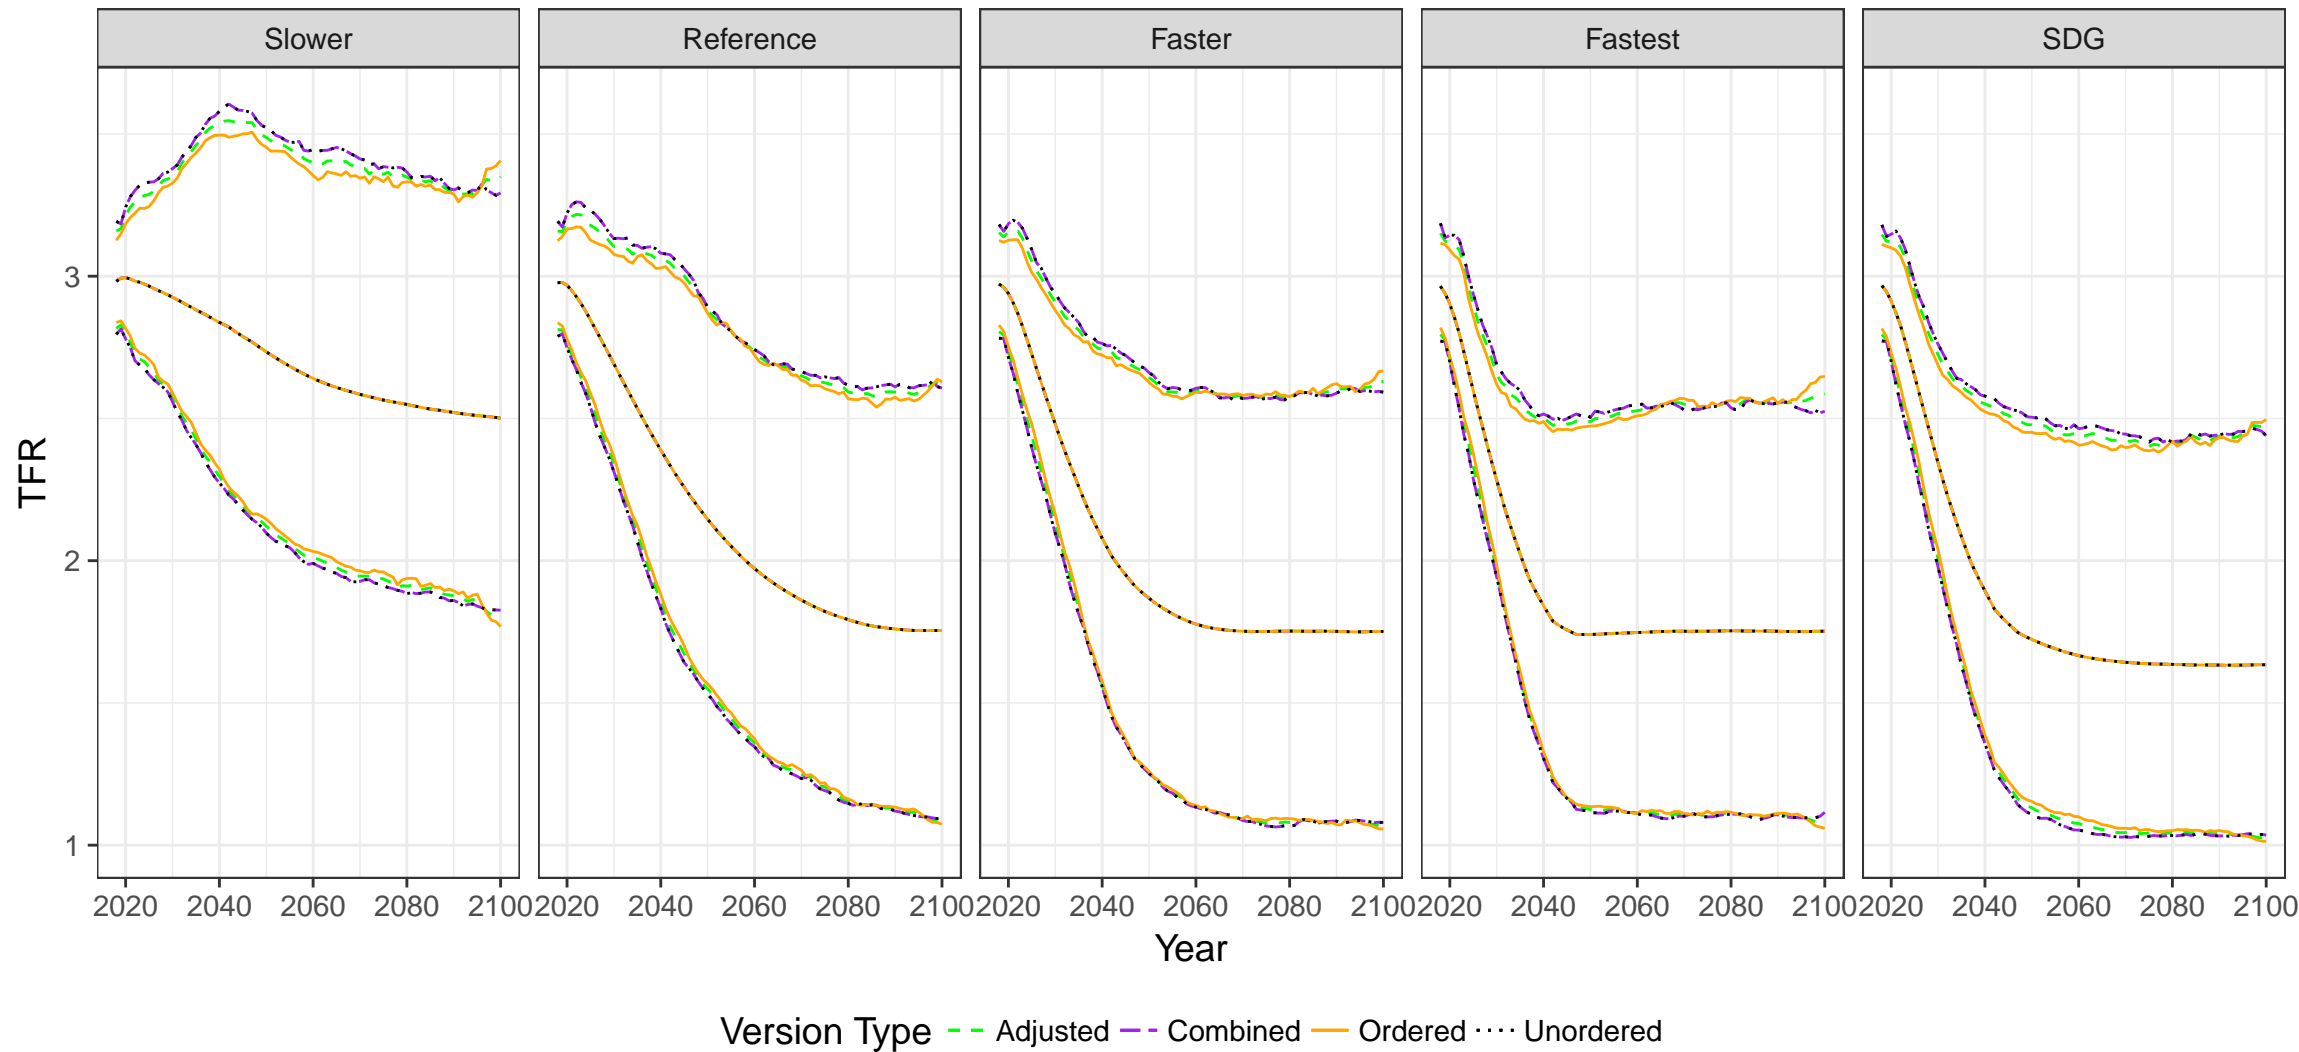 Slower Reference Faster Fastest SDG
3
2
1
TFR
2020 2040 2060 2080 2100 2020 2040 2060 2080 2100 2020 2040 2060 2080 2100 2020 2040 2060 2080 2100 2020 2040 2060 2080 2100
Year
Version Type Adjusted Combined Ordered Unordered